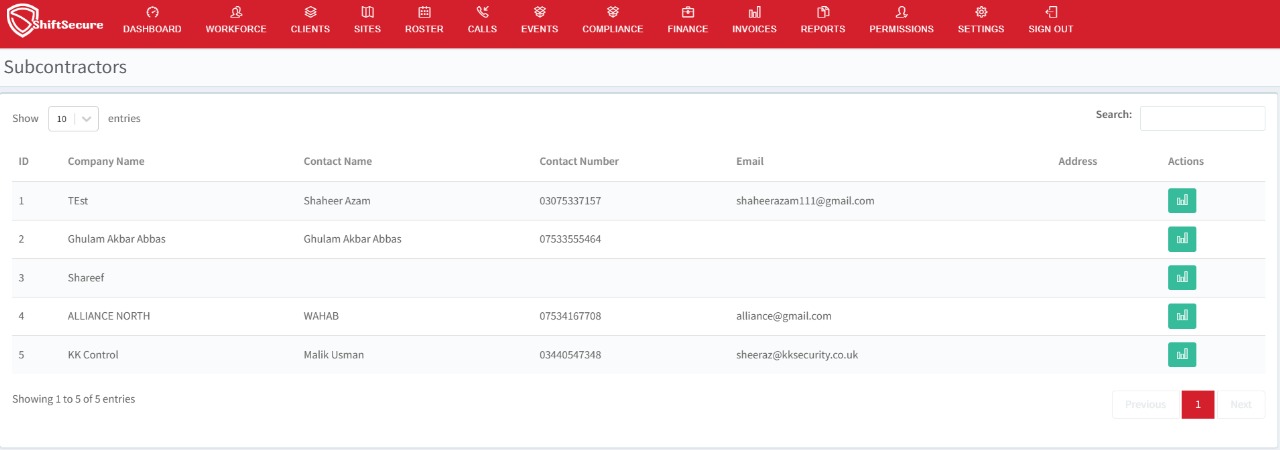 ShiftSecure DASHBOARD WORKFORCE CLIENTS SITES ROSTER CALLS EVENTS COMPLIANCE FINANCE INVOICES REPORTS PERMISSIONS SETTINGS SIGN OUT
Subcontractors
Show 10 entries Search:
ID Company Name Contact Name Contact Number Email Address Actions
1 TEst Shaheer Azam 03075337157 shaheerazam111@gmail.com
2 Ghulam Akbar Abbas Ghulam Akbar Abbas 07533555464
3 Shareef
4 ALLIANCE NORTH WAHAB 07534167708 alliance@gmail.com
5 KK Control Malik Usman 03440547348 sheeraz@kksecurity.co.uk
Showing 1 to 5 of 5 entries Previous 1 Next